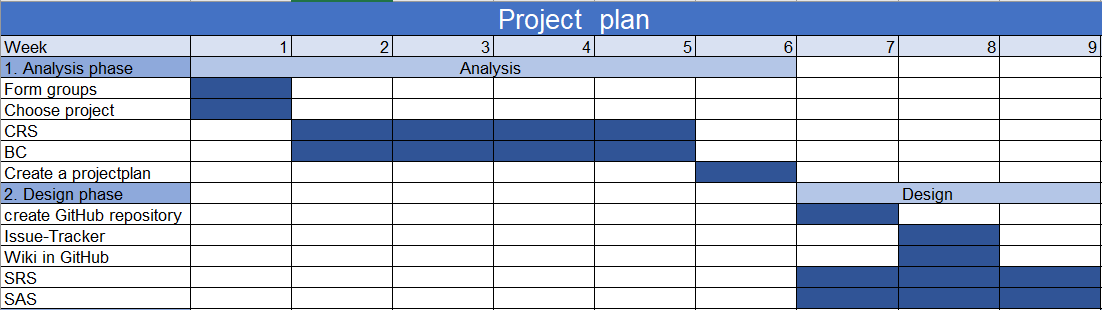 Project plan
Week 1 2 3 4 5 6 7 8 9
1. Analysis phase Analysis
Form groups
Choose project
CRS
BC
Create a projectplan
2. Design phase Design
create GitHub repository
Issue-Tracker
Wiki in GitHub
SRS
SAS